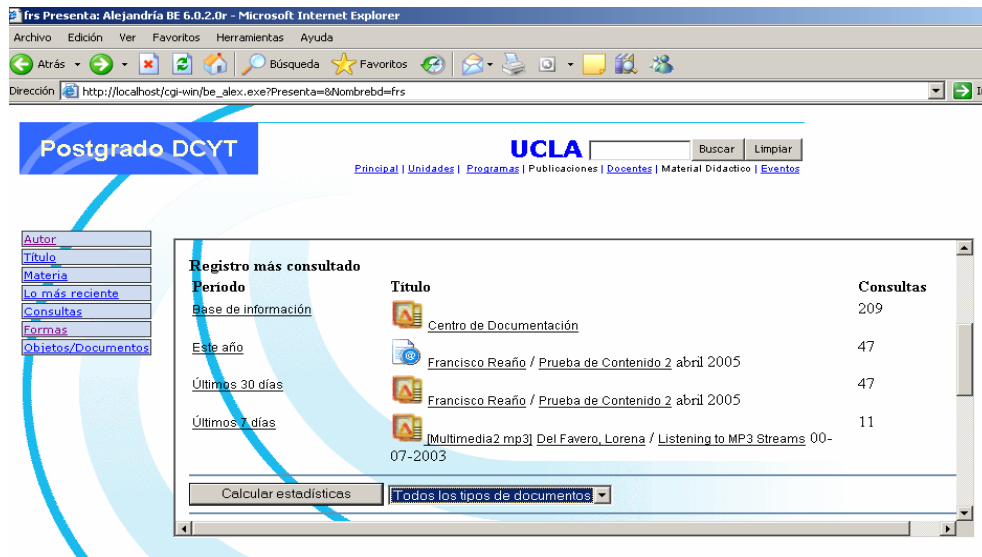 frs Presenta: Alejandría BE 6.0.2.0r - Microsoft Internet Explorer
Archivo Edición Ver Favoritos Herramientas Ayuda
Atrás Búsqueda Favoritos
Dirección http://localhost/cgi-win/be_alex.exe?Presenta=&Nombrebd=frs
Postgrado DCYT
UCLA Buscar Limpiar
Principal | Unidades | Programas | Publicaciones | Docentes | Material Didactico | Eventos
Autor
Título
Materia
Lo más reciente
Consultas
Formas
Objetos/Documentos
Registro más consultado
Período Título Consultas
Base de información Centro de Documentación 209
Este año Francisco Reaño / Prueba de Contenido 2 abril 2005 47
Últimos 30 días Francisco Reaño / Prueba de Contenido 2 abril 2005 47
Últimos 7 días [Multimedia2 mp3] Del Favero, Lorena / Listening to MP3 Streams 00-
07-2003 11
Calcular estadísticas Todos los tipos de documentos